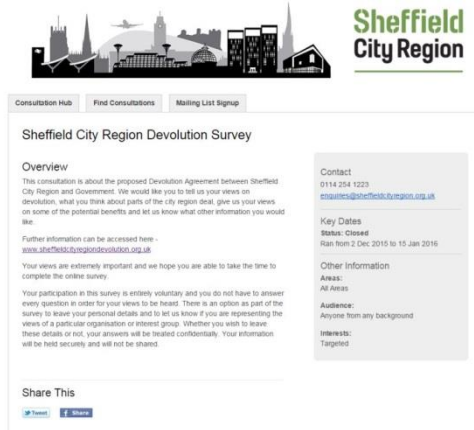 Sheffield
City Region
Consultation Hub
Find Consultations
Mailing List Signup
Sheffield City Region Devolution Survey
Overview
This consultation is about the proposed Devolution Agreement between Sheffield
City Region and Government. We would like you to tell us your views on
devolution, what you think about parts of the city region deal, give us your views
on some of the potential benefits and let us know what other information you would
like.
Further information can be accessed here -
www.sheffieldcityregiondevolution.org.uk
Your views are extremely important and we hope you are able to take the time to
complete the online survey.
Your participation in this survey is entirely voluntary and you do not have to answer
every question in order for your views to be heard. There is an option as part of the
survey to leave your personal details and to let us know if you are representing the
views of a particular organisation or interest group. Whether you wish to leave
these details or not, your answers will be treated confidentially. Your information
will be held securely and will not be shared.
Share This
Tweet
Share
Contact
0114 254 1223
enquiries@sheffieldcityregion.org.uk
Key Dates
Status: Closed
Ran from 2 Dec 2015 to 15 Jan 2016
Other Information
Areas:
All Areas
Audience:
Anyone from any background
Interests:
Targeted